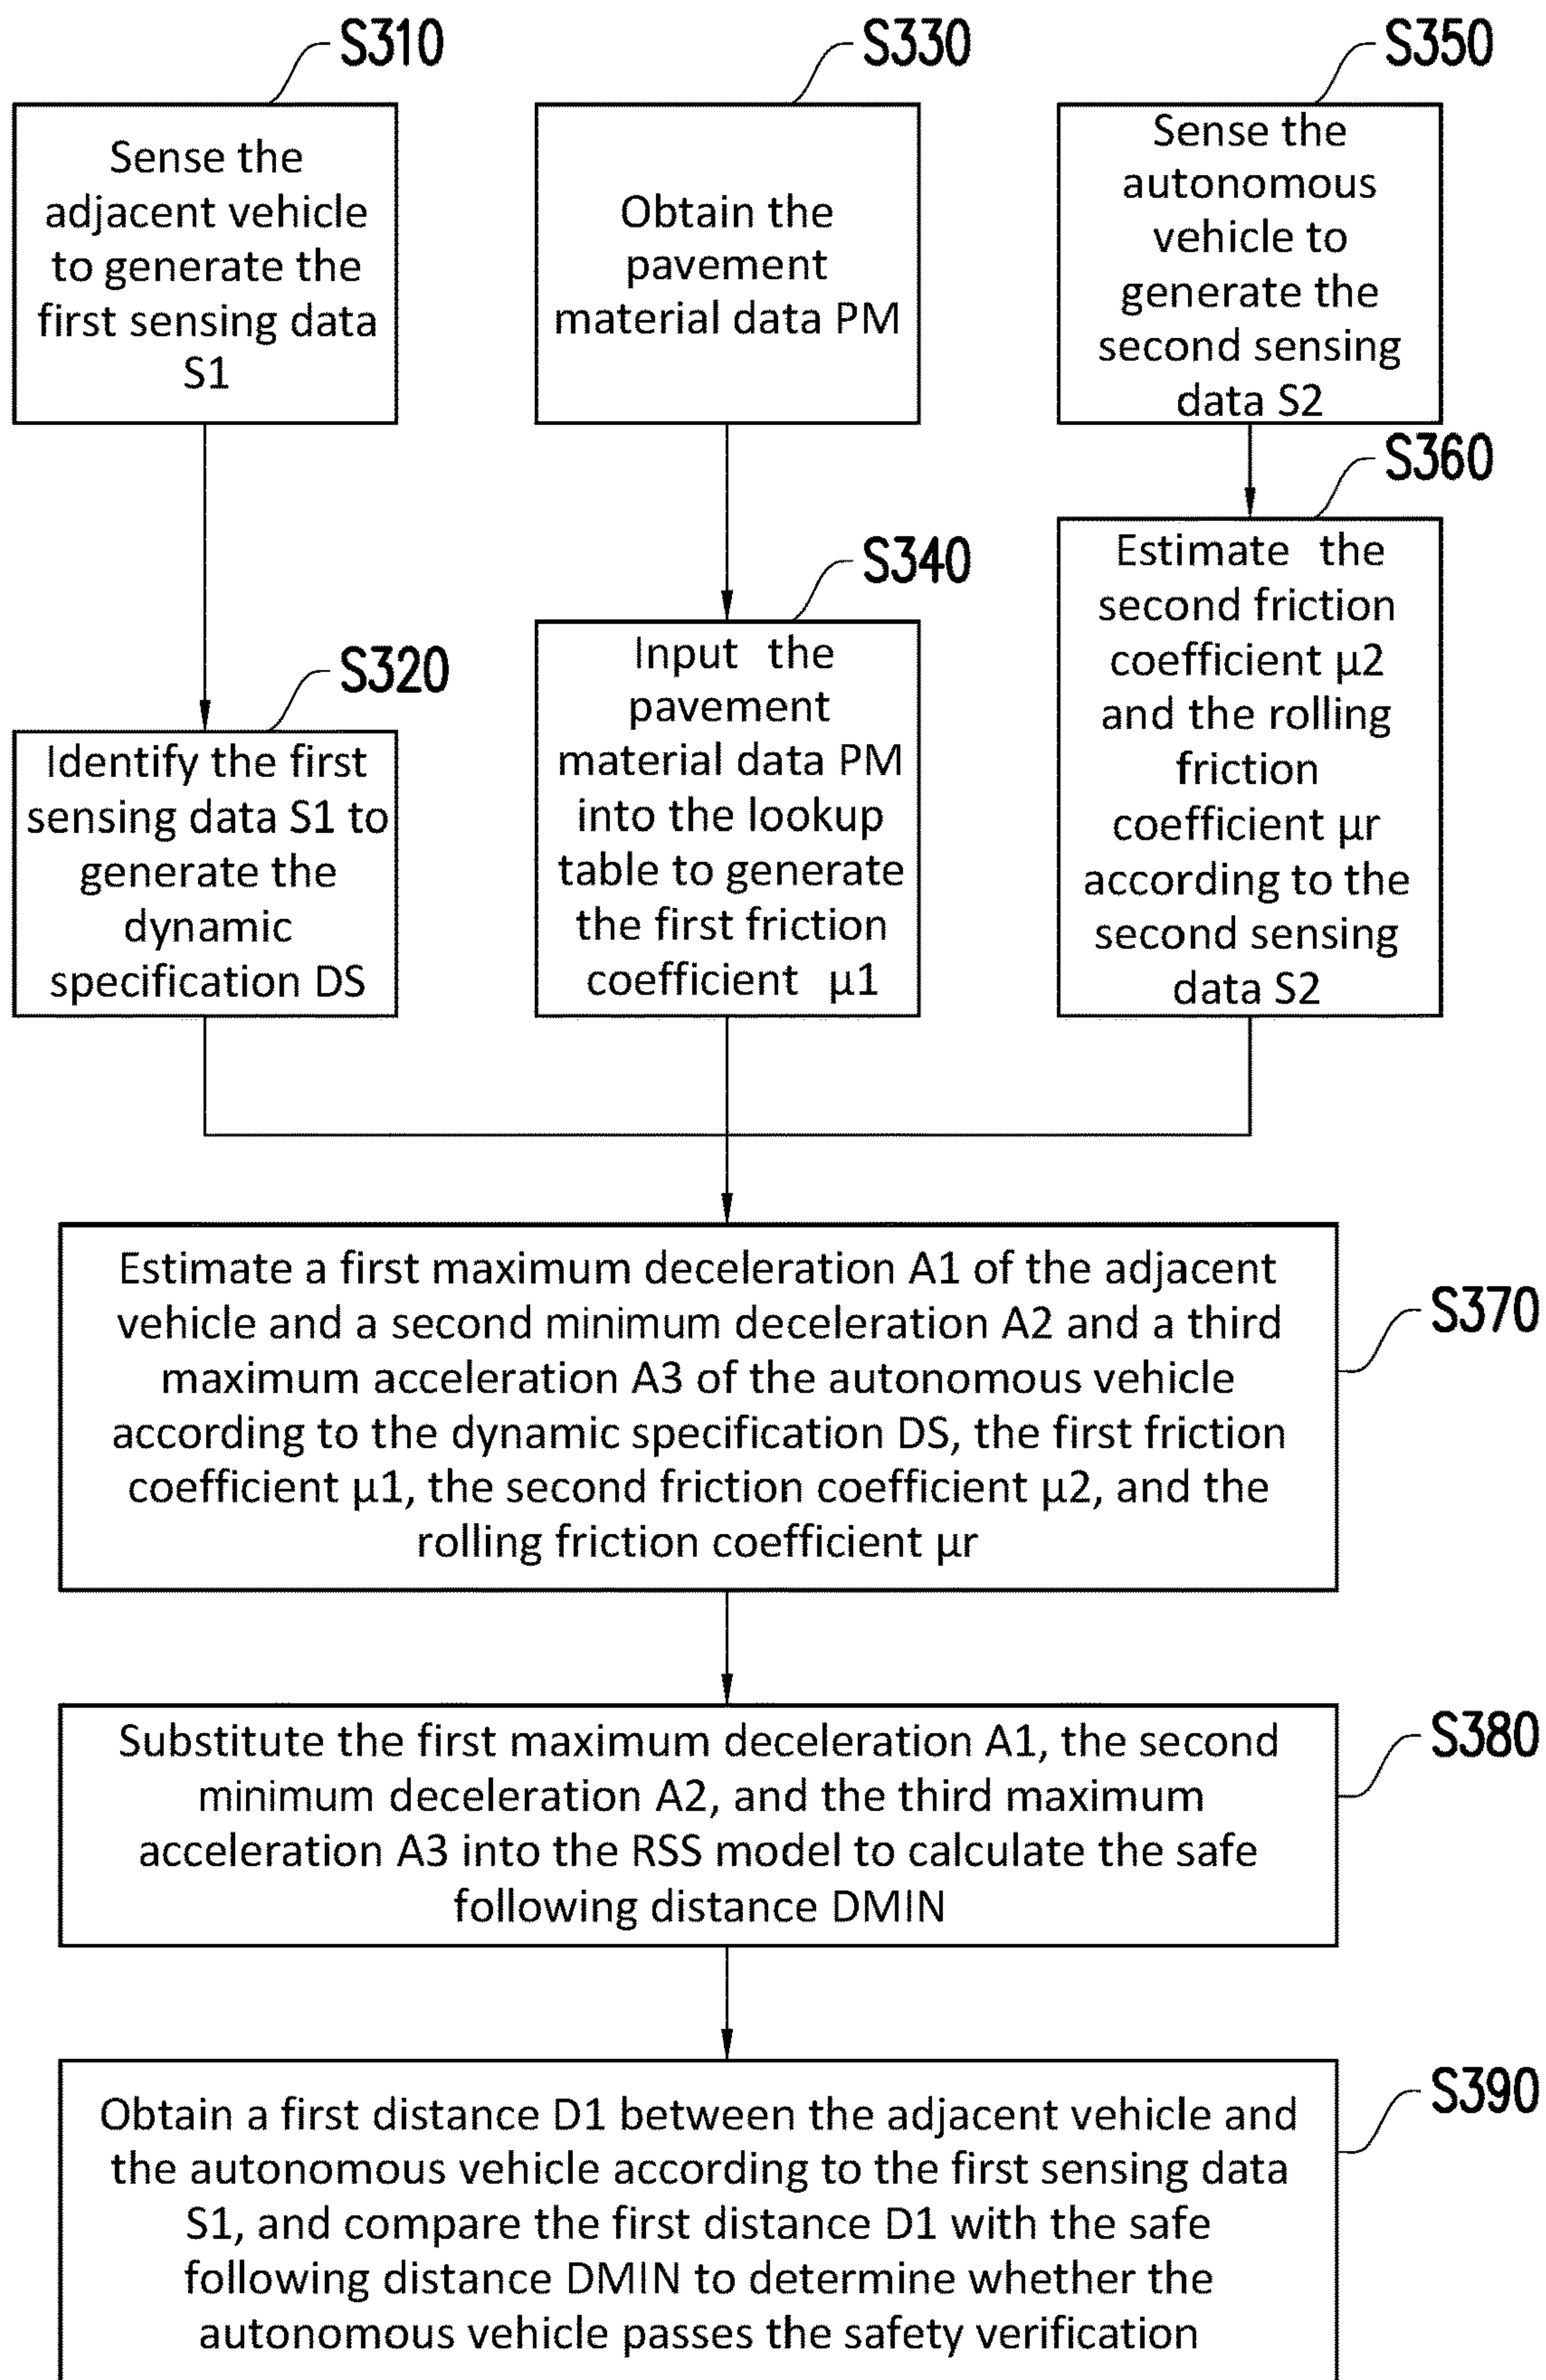 S310
Sense the
adjacent vehicle
to generate the
first sensing data
S1
S320
Identify the first
sensing data S1 to
generate the
dynamic
specification DS
S330
Obtain the
pavement
material data PM
S340
Input the
pavement
material data PM
into the lookup
table to generate
the first friction
coefficient μ1
S350
Sense the
autonomous
vehicle to
generate the
second sensing
data S2
S360
Estimate the
second friction
coefficient μ2
and the rolling
friction
coefficient μr
according to the
second sensing
data S2
Estimate a first maximum deceleration A1 of the adjacent
vehicle and a second minimum deceleration A2 and a third
maximum acceleration A3 of the autonomous vehicle
according to the dynamic specification DS, the first friction
coefficient μ1, the second friction coefficient μ2, and the
rolling friction coefficient μr
S370
Substitute the first maximum deceleration A1, the second
minimum deceleration A2, and the third maximum
acceleration A3 into the RSS model to calculate the safe
following distance DMIN
S380
Obtain a first distance D1 between the adjacent vehicle and
the autonomous vehicle according to the first sensing data
S1, and compare the first distance D1 with the safe
following distance DMIN to determine whether the
autonomous vehicle passes the safety verification
S390